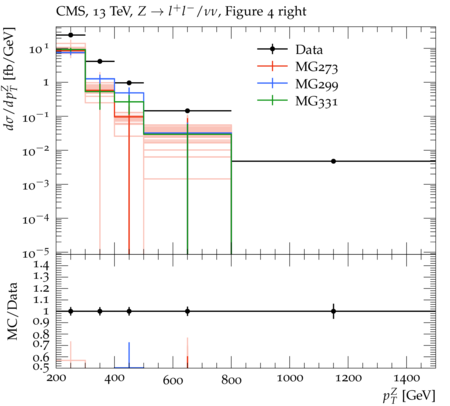 CMS, 13 TeV, Z → l⁺l⁻/νν, Figure 4 right
dσ/dp_T^Z [fb/GeV]
10¹
1
10⁻¹
10⁻²
10⁻³
10⁻⁴
10⁻⁵
Data
MG273
MG299
MG331
MC/Data
1.4
1.3
1.2
1.1
1
0.9
0.8
0.7
0.6
0.5
200 400 600 800 1000 1200 1400
p_T^Z [GeV]